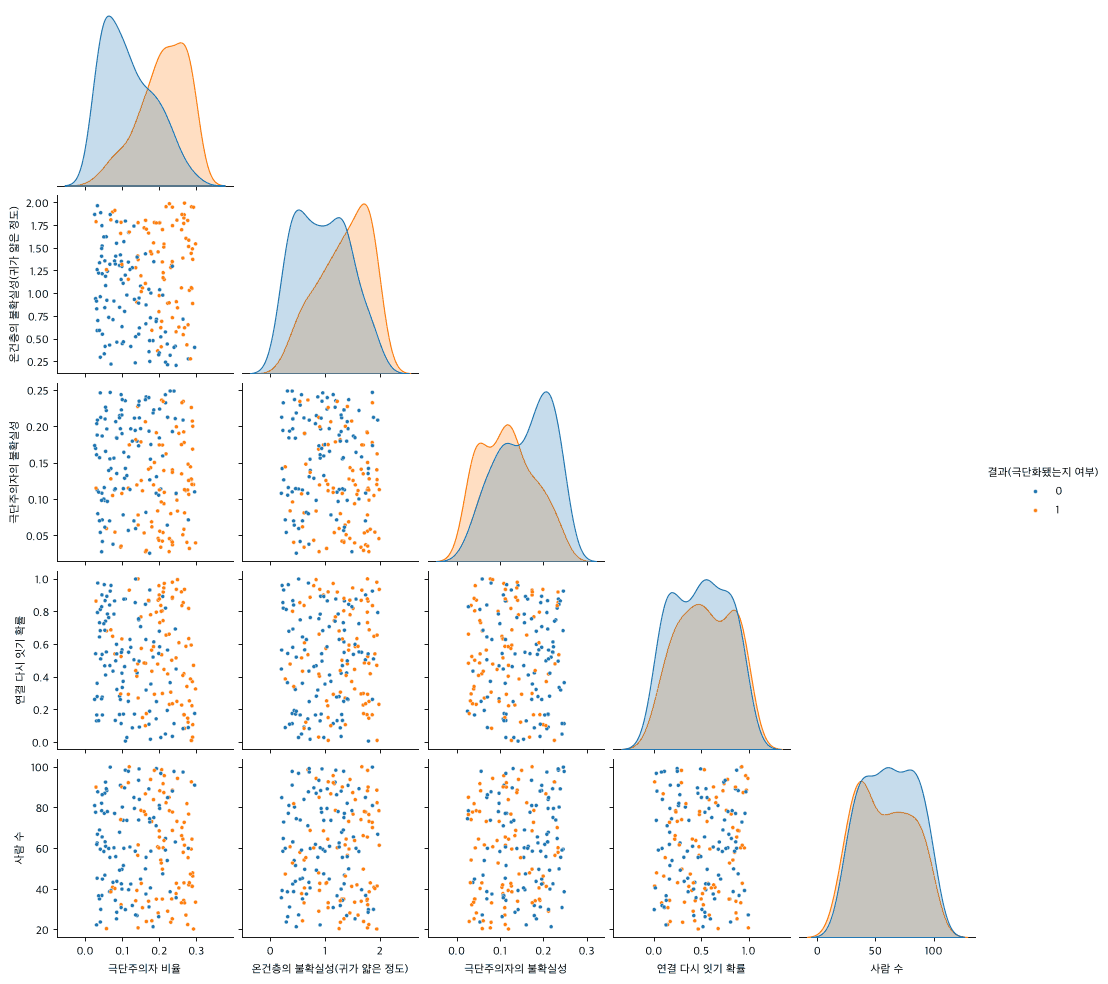 온건층의 불확실성(귀가 얇은 정도)
2.00
1.75
1.50
1.25
1.00
0.75
0.50
0.25
극단주의자의 불확실성
0.25
0.20
0.15
0.10
0.05
결과(극단화됐는지 여부)
0
1
연결 다시 잇기 확률
1.0
0.8
0.6
0.4
0.2
0.0
사람 수
100
80
60
40
20
0.0 0.1 0.2 0.3
극단주의자 비율
0 1 2
온건층의 불확실성(귀가 얇은 정도)
0.0 0.1 0.2 0.3
극단주의자의 불확실성
0.0 0.5 1.0
연결 다시 잇기 확률
0 50 100
사람 수